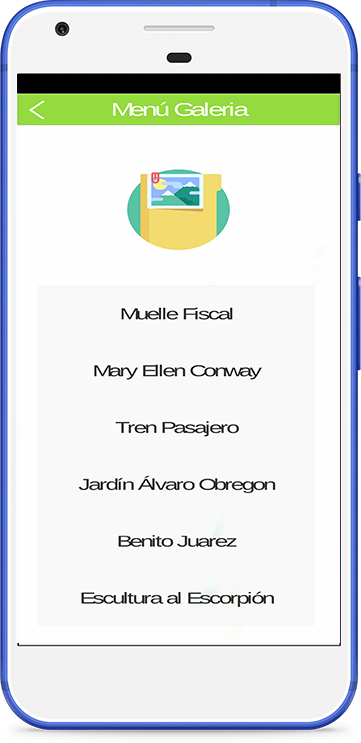 Menú Galeria
Muelle Fiscal
Mary Ellen Conway
Tren Pasajero
Jardín Álvaro Obregon
Benito Juarez
Escultura al Escorpión